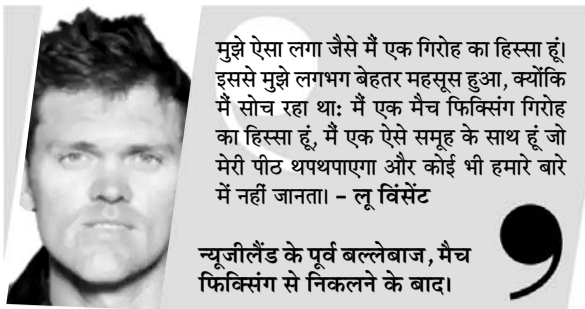 मुझे ऐसा लगा जैसे मैं एक गिरोह का हिस्सा हूं।
इससे मुझे लगभग बेहतर महसूस हुआ, क्योंकि
मैं सोच रहा था: मैं एक मैच फिक्सिंग गिरोह
का हिस्सा हूं, मैं एक ऐसे समूह के साथ हूं जो
मेरी पीठ थपथपाएगा और कोई भी हमारे बारे
में नहीं जानता। – लू विंसेंट
न्यूजीलैंड के पूर्व बल्लेबाज, मैच
फिक्सिंग से निकलने के बाद।